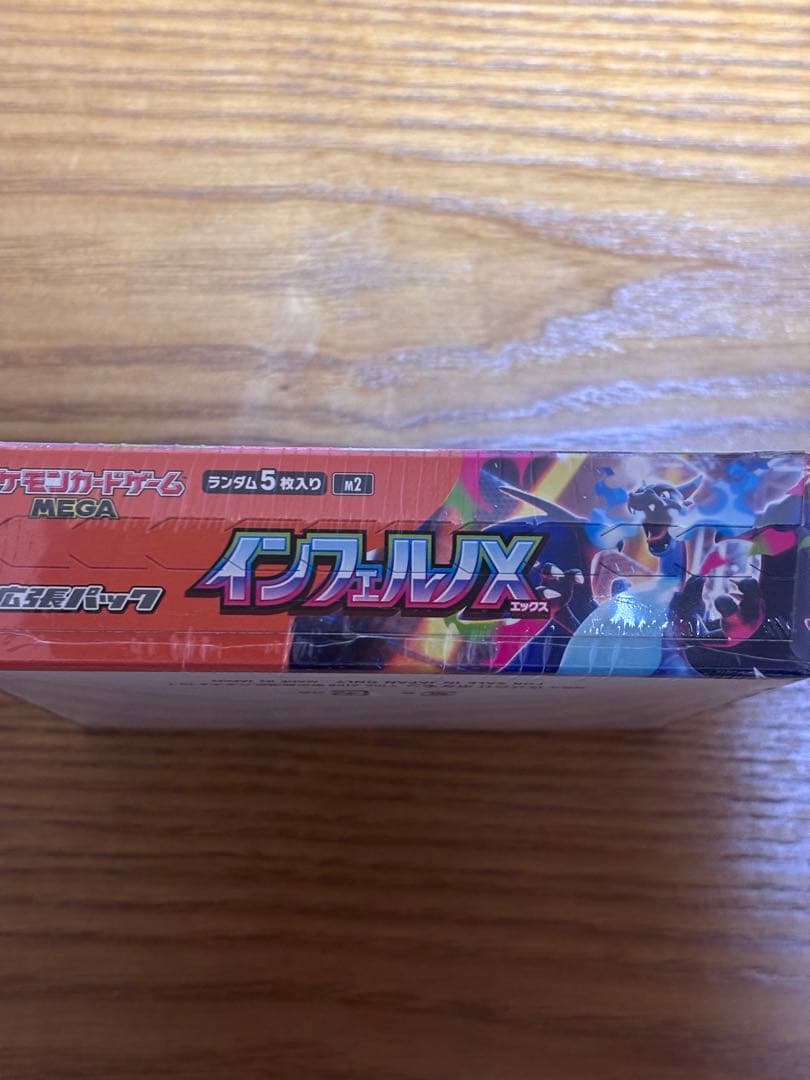 ケモンカードゲーム
MEGA
ランダム5枚入り
M2
拡張パック
インフェルノX
エックス